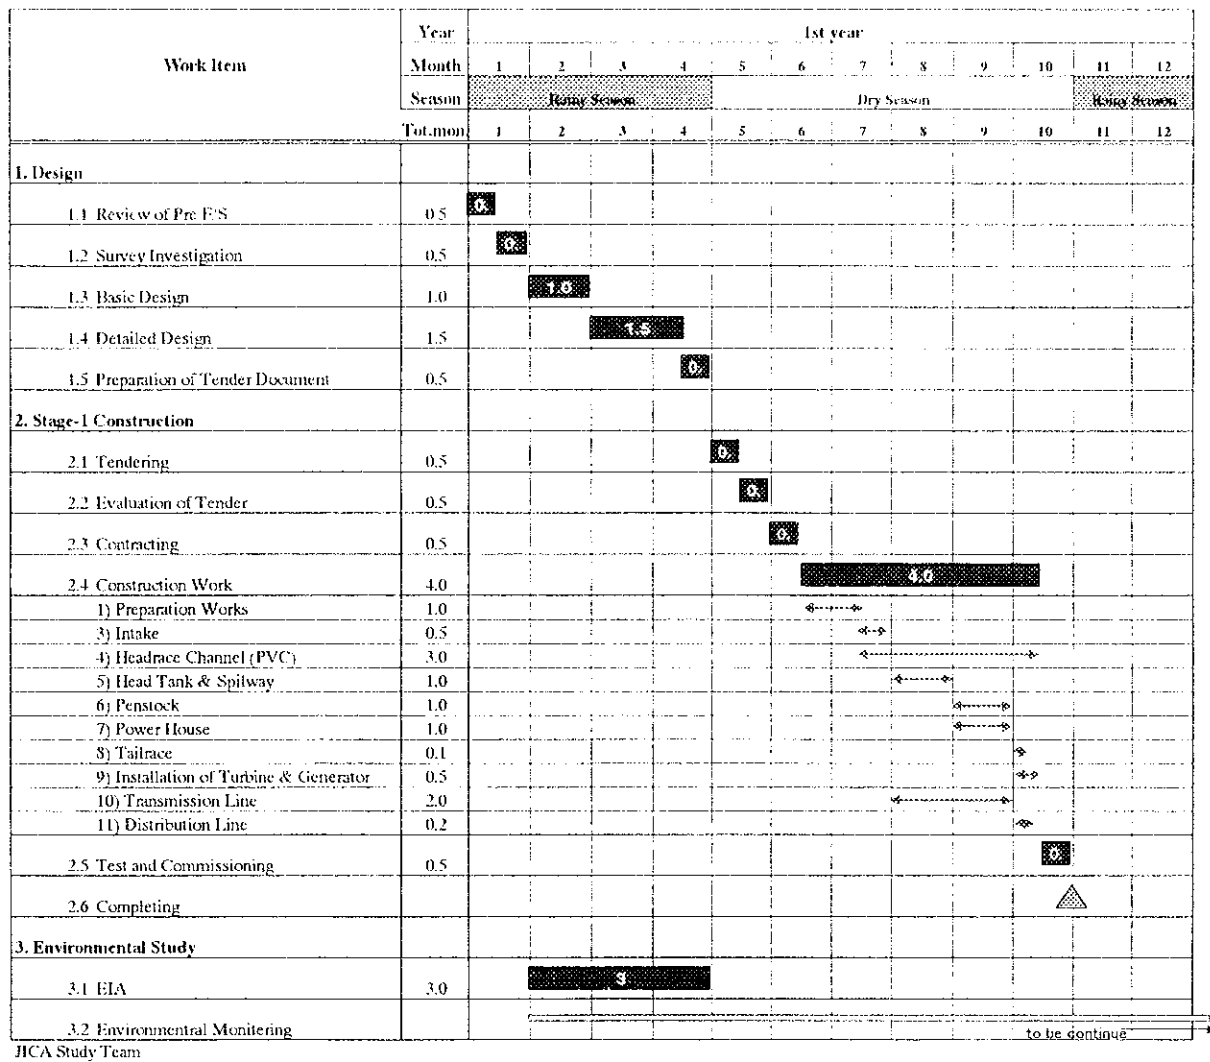 Year 1st year
Work Item Month 1 2 3 4 5 6 7 8 9 10 11 12
Season Rainy Season Dry Season Rainy Season
Tot.mon 1 2 3 4 5 6 7 8 9 10 11 12
1. Design
1.1 Review of Pre F/S 0.5 0.
1.2 Survey Investigation 0.5 0.
1.3 Basic Design 1.0 1.0
1.4 Detailed Design 1.5 1.5
1.5 Preparation of Tender Document 0.5 0.
2. Stage-1 Construction
2.1 Tendering 0.5 0.
2.2 Evaluation of Tender 0.5 0.
2.3 Contracting 0.5 0.
2.4 Construction Work 4.0 4.0
1) Preparation Works 1.0
3) Intake 0.5
4) Headrace Channel (PVC) 3.0
5) Head Tank & Spilway 1.0
6) Penstock 1.0
7) Power House 1.0
8) Tailrace 0.1
9) Installation of Turbine & Generator 0.5
10) Transmission Line 2.0
11) Distribution Line 0.2
2.5 Test and Commissioning 0.5 0.
2.6 Completing
3. Environmental Study
3.1 EIA 3.0 3
3.2 Environmentral Monitering
to be continue
JICA Study Team